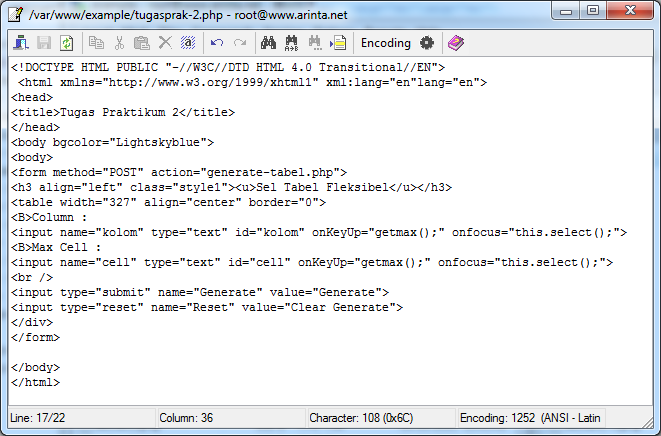 /var/www/example/tugasprak-2.php - root@www.arinta.net
Encoding
<!DOCTYPE HTML PUBLIC "-//W3C//DTD HTML 4.0 Transitional//EN">
<html xmlns="http://www.w3.org/1999/xhtml1" xml:lang="en"lang="en">
<head>
<title>Tugas Praktikum 2</title>
</head>
<body bgcolor="Lightskyblue">
<body>
<form method="POST" action="generate-tabel.php">
<h3 align="left" class="style1"><u>Sel Tabel Fleksibel</u></h3>
<table width="327" align="center" border="0">
<B>Column :
<input name="kolom" type="text" id="kolom" onKeyUp="getmax();" onfocus="this.select();">
<B>Max Cell :
<input name="cell" type="text" id="cell" onKeyUp="getmax();" onfocus="this.select();">
<br />
<input type="submit" name="Generate" value="Generate">
<input type="reset" name="Reset" value="Clear Generate">
</div>
</form>
</body>
</html>
Line: 17/22 Column: 36 Character: 108 (0x6C) Encoding: 1252 (ANSI - Latin